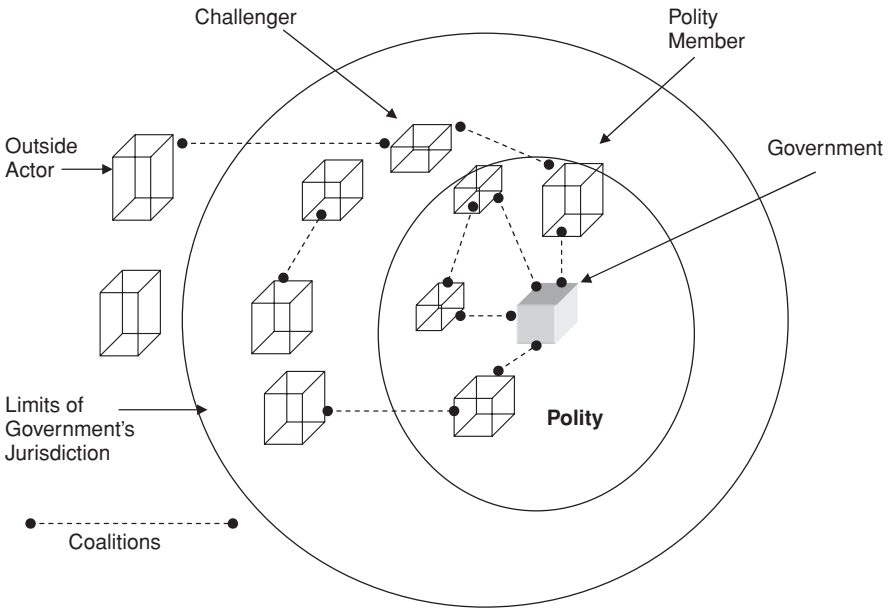 Challenger
Polity
Member
Outside
Actor
Government
Limits of
Government's
Jurisdiction
Polity
Coalitions